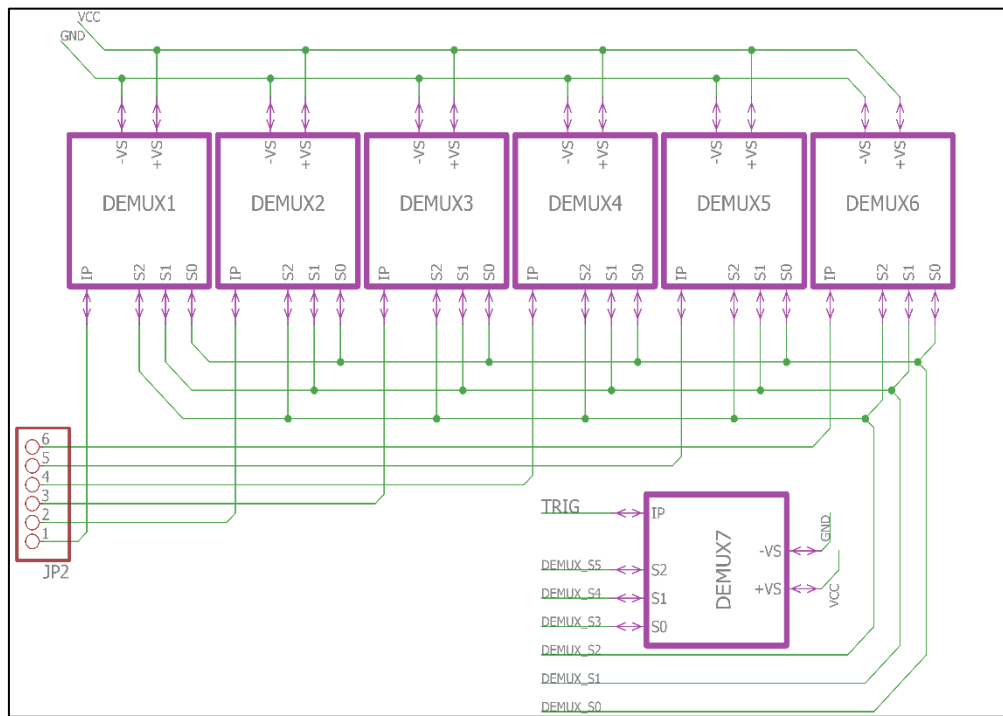 VCC
GND
-VS +VS -VS +VS -VS +VS -VS +VS -VS +VS -VS +VS
DEMUX1 DEMUX2 DEMUX3 DEMUX4 DEMUX5 DEMUX6
IP S2 S1 S0 IP S2 S1 S0 IP S2 S1 S0 IP S2 S1 S0 IP S2 S1 S0 IP S2 S1 S0
6
5
4
3
2
1
JP2
TRIG IP
DEMUX7
-VS GND
+VS VCC
DEMUX_S5 S2
DEMUX_S4 S1
DEMUX_S3 S0
DEMUX_S2
DEMUX_S1
DEMUX_S0